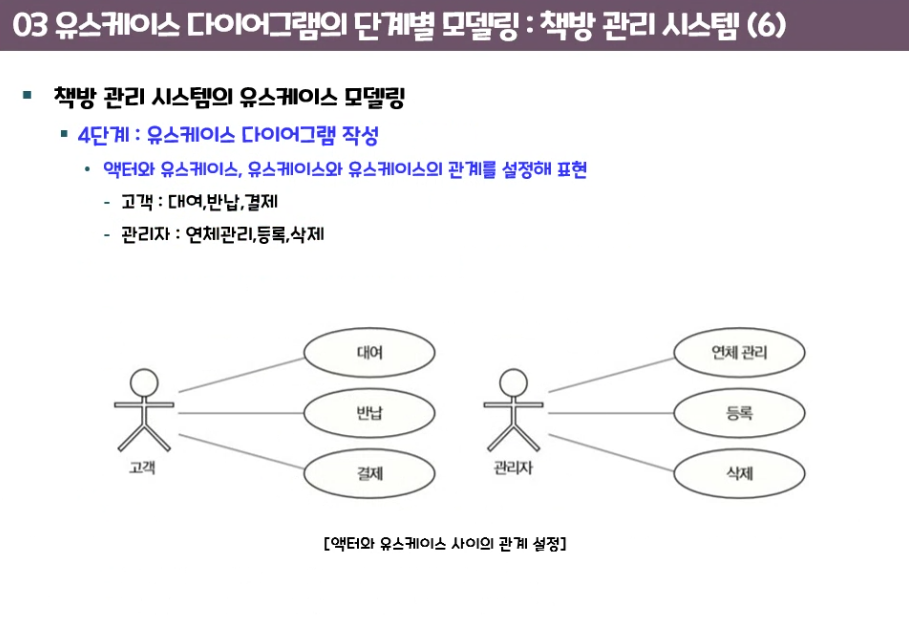 03 유스케이스 다이어그램의 단계별 모델링 : 책방 관리 시스템 (6)
▪ 책방 관리 시스템의 유스케이스 모델링
▪ 4단계 : 유스케이스 다이어그램 작성
• 액터와 유스케이스, 유스케이스와 유스케이스의 관계를 설정해 표현
- 고객 : 대여,반납,결제
- 관리자 : 연체관리,등록,삭제
대여
반납
결제
고객
연체 관리
등록
삭제
관리자
[액터와 유스케이스 사이의 관계 설정]